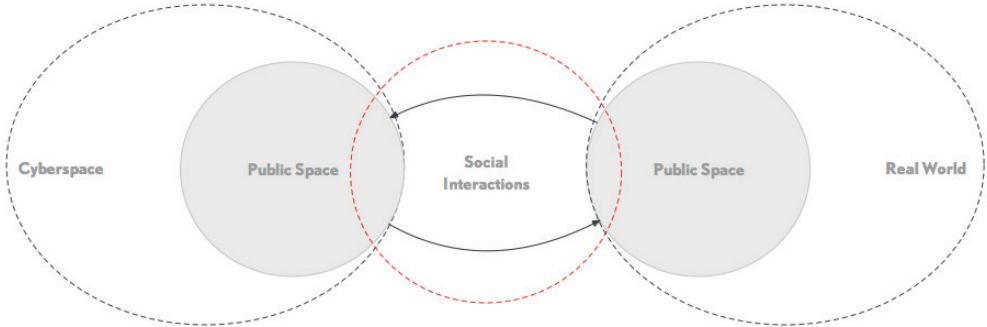 Cyberspace
Public Space
Social
Interactions
Public Space
Real World